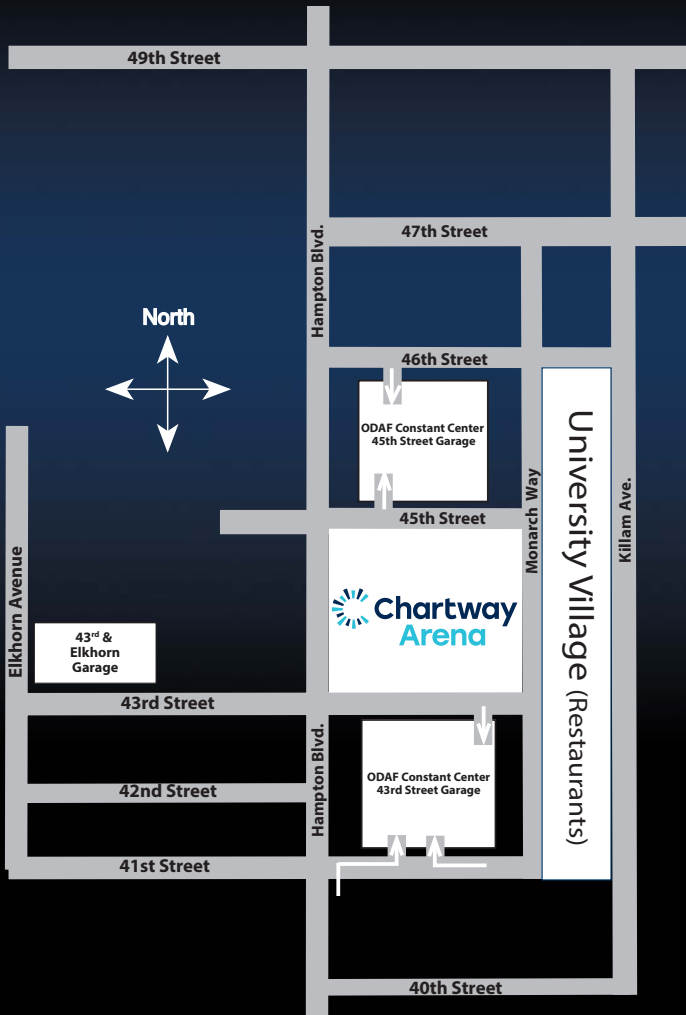 49th Street
Hampton Blvd.
47th Street
North
46th Street
ODAF Constant Center
45th Street Garage
45th Street
Monarch Way
University Village (Restaurants)
Killam Ave.
Elkhorn Avenue
Chartway
Arena
43rd &
Elkhorn
Garage
43rd Street
Hampton Blvd.
ODAF Constant Center
43rd Street Garage
42nd Street
41st Street
40th Street